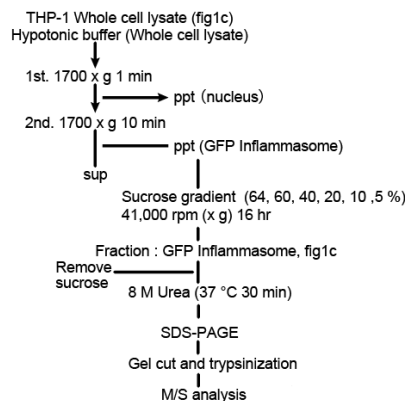 THP-1 Whole cell lysate (fig1c)
Hypotonic buffer (Whole cell lysate)
1st. 1700 x g 1 min
ppt (nucleus)
2nd. 1700 x g 10 min
ppt (GFP Inflammasome)
sup
Sucrose gradient (64, 60, 40, 20, 10 ,5 %)
41,000 rpm (x g) 16 hr
Fraction : GFP Inflammasome, fig1c
Remove
sucrose
8 M Urea (37 °C 30 min)
SDS-PAGE
Gel cut and trypsinization
M/S analysis